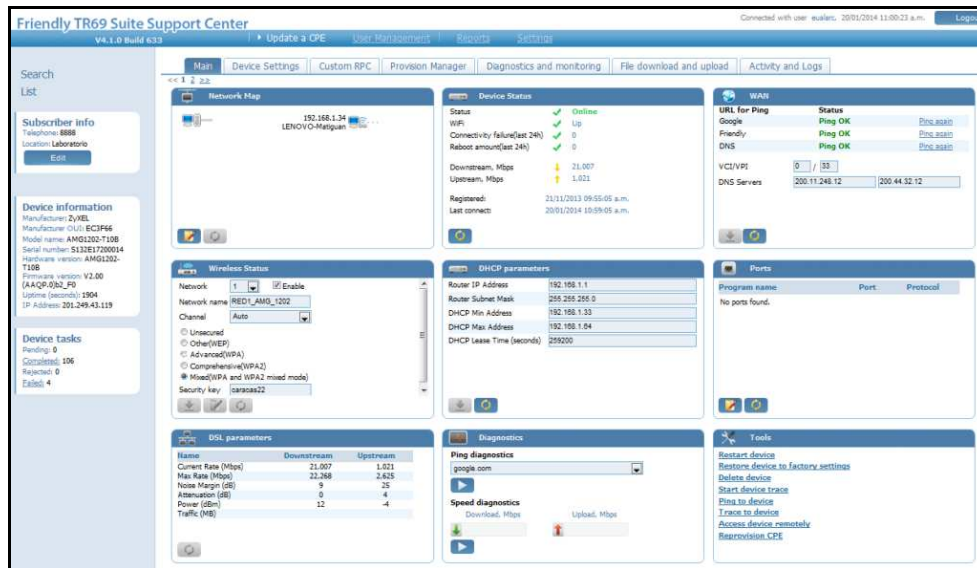 Friendly TR69 Suite Support Center
Connected with user eualarc, 20/01/2014 11:00:23 a.m.
Logou
V4.1.0 Build 633
Update a CPE
User Management
Reports
Settings
Main
Device Settings
Custom RPC
Provision Manager
Diagnostics and monitoring
File download and upload
Activity and Logs
<< 1 2 >>
Search
List
Subscriber info
Telephone: 8888
Location: Laboratorio
Edit
Device information
Manufacturer: ZyXEL
Manufacturer OUI: EC3F66
Model name: AMG1202-T10B
Serial number: S132E17200014
Hardware version: AMG1202-
T10B
Firmware version: V2.00
(AAQP.0)b2_F0
Uptime (seconds): 1904
IP Address: 201.249.43.119
Device tasks
Pending: 0
Completed: 106
Rejected: 0
Failed: 4
Network Map
192.168.1.34
LENOVO-Matiguan
Device Status
Status Online
WiFi Up
Connectivity failure(last 24h) 0
Reboot amount(last 24h) 0
Downstream, Mbps 21,007
Upstream, Mbps 1,021
Registered: 21/11/2013 09:55:05 a.m.
Last connect: 20/01/2014 10:59:05 a.m.
WAN
URL for Ping Status
Google Ping OK Ping again
Friendly Ping OK Ping again
DNS Ping OK Ping again
VCI/VPI 0 / 33
DNS Servers 200.11.248.12 200.44.32.12
Wireless Status
Network 1 Enable
Network name RED1_AMG_1202
Channel Auto
Unsecured
Other(WEP)
Advanced(WPA)
Comprehensive(WPA2)
Mixed(WPA and WPA2 mixed mode)
Security key caracas22
DHCP parameters
Router IP Address 192.168.1.1
Router Subnet Mask 255.255.255.0
DHCP Min Address 192.168.1.33
DHCP Max Address 192.168.1.64
DHCP Lease Time (seconds) 259200
Ports
Program name Port Protocol
No ports found.
DSL parameters
Name Downstream Upstream
Current Rate (Mbps) 21.007 1.021
Max Rate (Mbps) 22.268 2.625
Noise Margin (dB) 9 25
Attenuation (dB) 0 4
Power (dBm) 12 -4
Traffic (MB)
Diagnostics
Ping diagnostics
google.com
Speed diagnostics
Download, Mbps Upload, Mbps
Tools
Restart device
Restore device to factory settings
Delete device
Start device trace
Ping to device
Trace to device
Access device remotely
Reprovision CPE